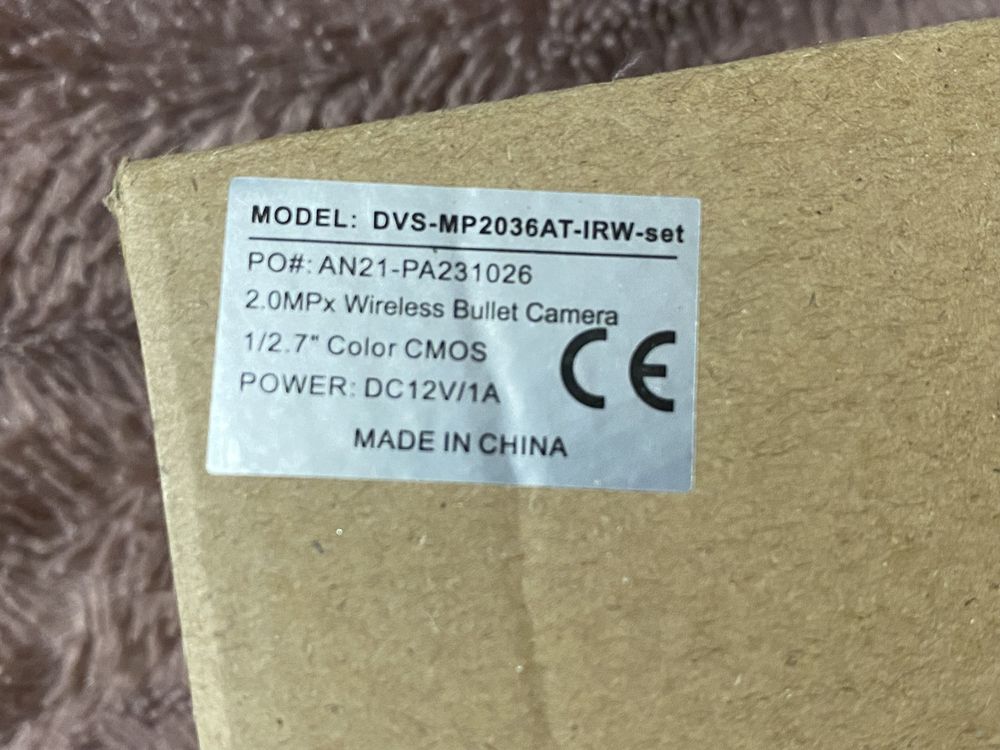 MODEL: DVS-MP2036AT-IRW-set
PO#: AN21-PA231026
2.0MPx Wireless Bullet Camera
1/2.7" Color CMOS
POWER: DC12V/1A
CE
MADE IN CHINA